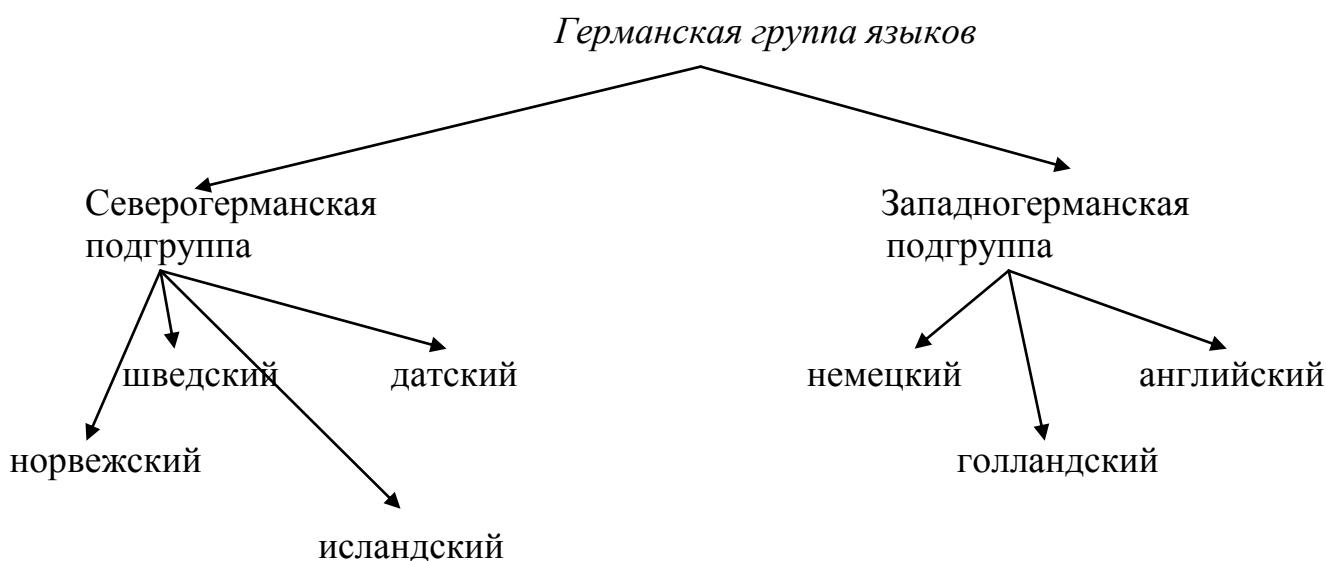 Германская группа языков
Северогерманская
подгруппа
Западногерманская
подгруппа
шведский
датский
немецкий
английский
норвежский
голландский
исландский